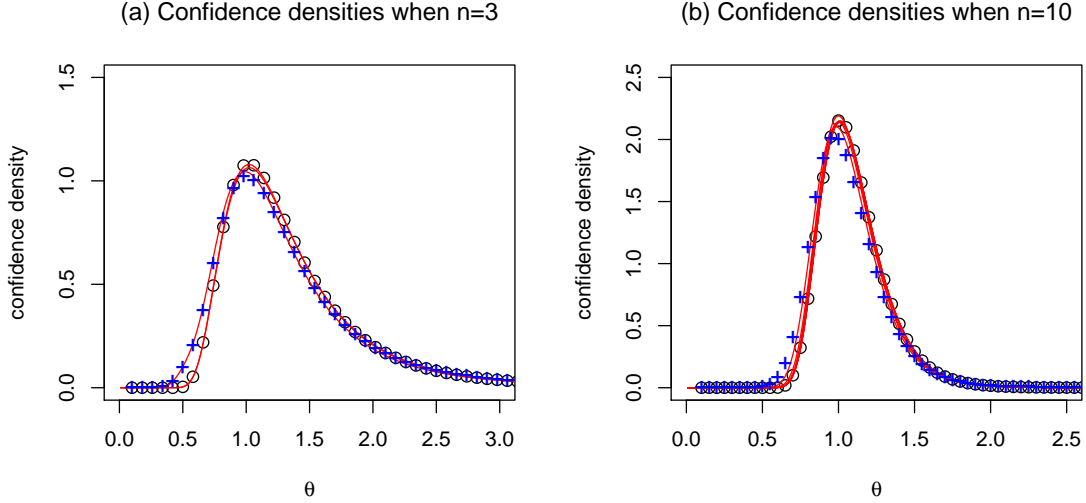 (a) Confidence densities when n=3
confidence density
0.0 0.5 1.0 1.5
0.0 0.5 1.0 1.5 2.0 2.5 3.0
θ
(b) Confidence densities when n=10
confidence density
0.0 0.5 1.0 1.5 2.0 2.5
0.0 0.5 1.0 1.5 2.0 2.5
θ